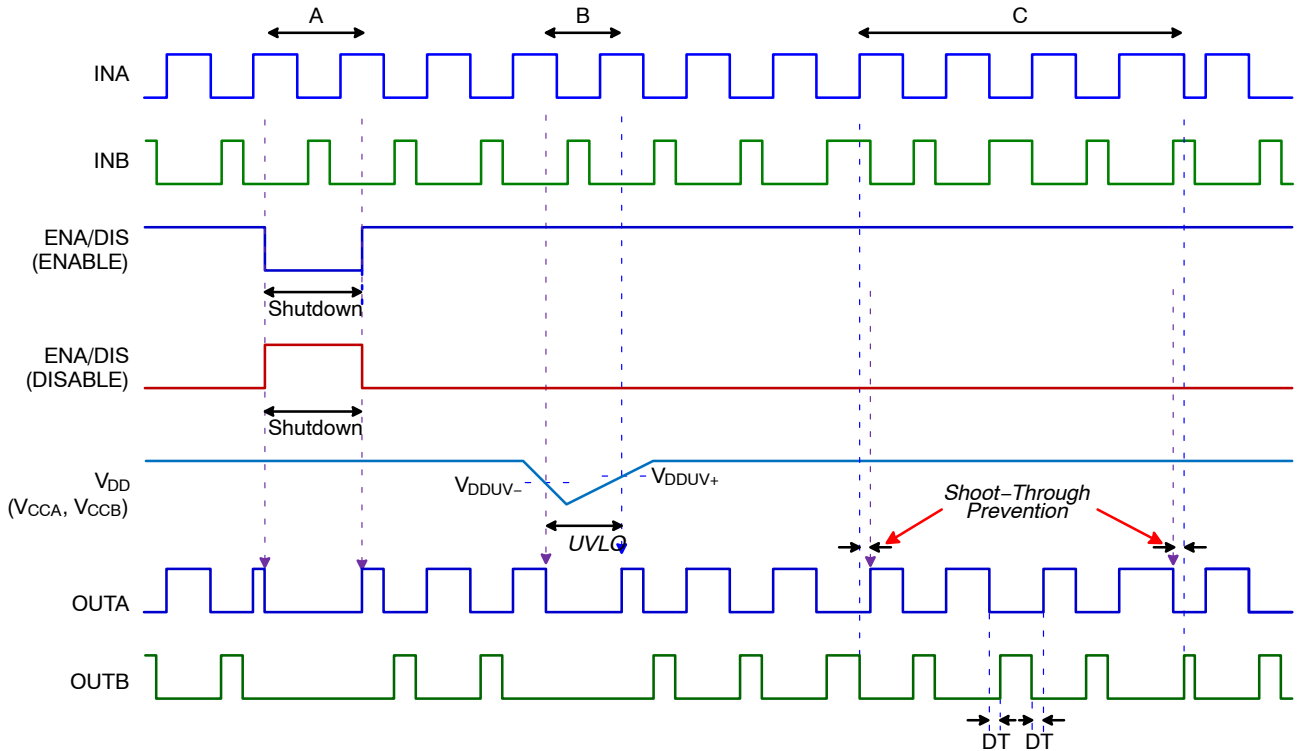 A
B
C
INA
INB
ENA/DIS
(ENABLE)
Shutdown
ENA/DIS
(DISABLE)
Shutdown
VDD
(VCCA, VCCB)
VDDUV−
VDDUV+
UVLO
Shoot−Through
Prevention
OUTA
OUTB
DT
DT